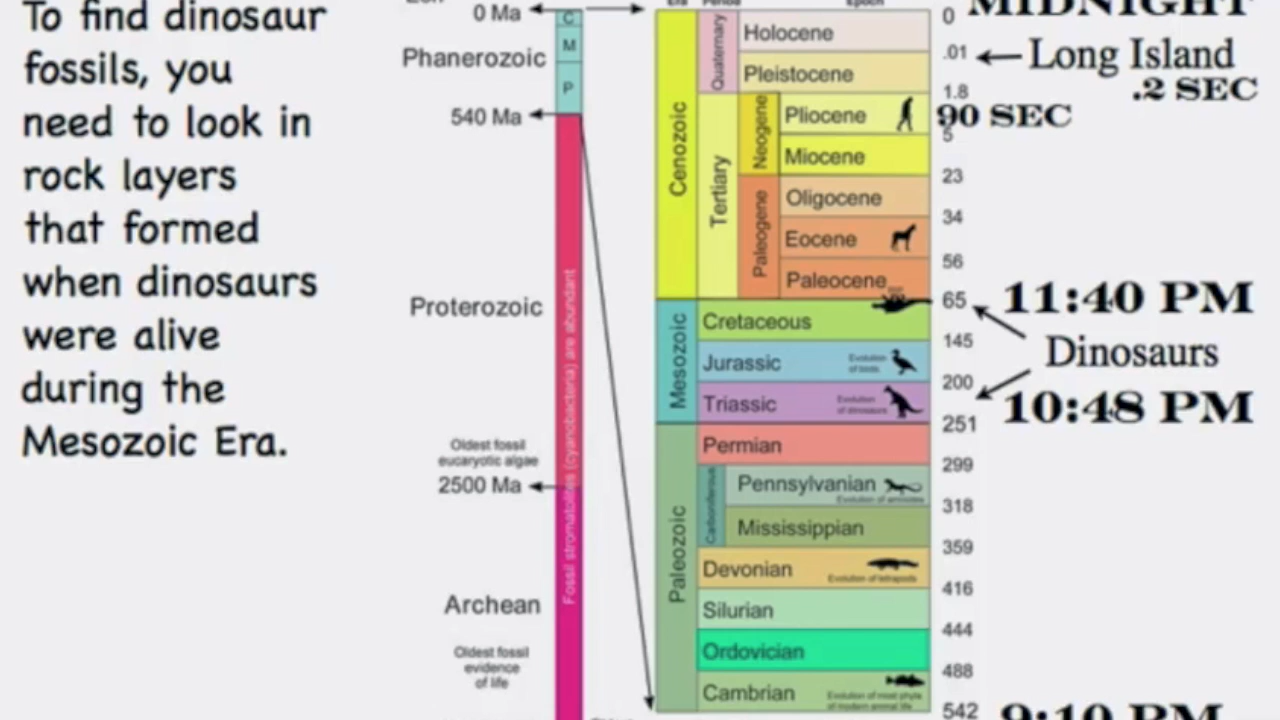 To find dinosaur
fossils, you
need to look in
rock layers
that formed
when dinosaurs
were alive
during the
Mesozoic Era.
0 Ma
Phanerozoic
540 Ma
Proterozoic
Oldest fossil
eucaryotic algae
2500 Ma
Archean
Oldest fossil
evidence
of life
C
M
P
Fossil stromatolites (cyanobacteria) are abundant
Era Period Epoch
Cenozoic
Quaternary
Holocene
Pleistocene
Tertiary
Neogene
Pliocene
Miocene
Paleogene
Oligocene
Eocene
Paleocene
Mesozoic
Cretaceous
Jurassic
Evolution
of birds
Triassic
Evolution
of dinosaurs
Paleozoic
Permian
Carboniferous
Pennsylvanian
Evolution of amniotes
Mississippian
Devonian
Evolution of tetrapods
Silurian
Ordovician
Cambrian
Evolution of most phyla
of modern animal life
0
.01
1.8
5
23
34
56
65
145
200
251
299
318
359
416
444
488
542
MIDNIGHT
Long Island
.2 SEC
90 SEC
11:40 PM
Dinosaurs
10:48 PM
9:10 PM